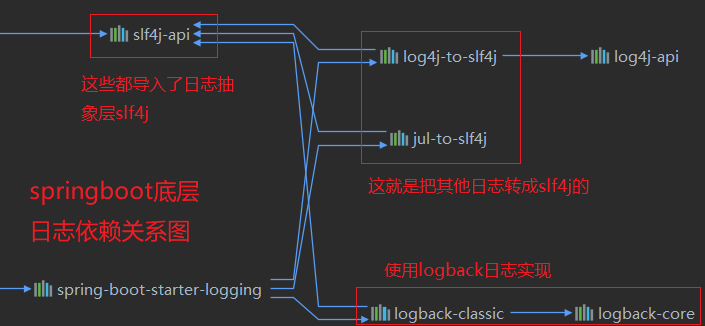 slf4j-api
log4j-to-slf4j
log4j-api
这些都导入了日志抽
象层slf4j
jul-to-slf4j
这就是把其他日志转成slf4j的
springboot底层
日志依赖关系图
使用logback日志实现
spring-boot-starter-logging
logback-classic
logback-core